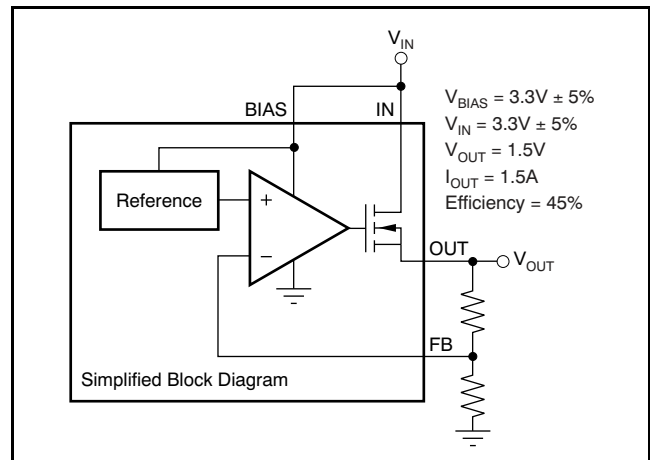 V_IN
BIAS
IN
V_BIAS = 3.3V ± 5%
V_IN = 3.3V ± 5%
V_OUT = 1.5V
I_OUT = 1.5A
Efficiency = 45%
Reference
+
−
OUT
V_OUT
FB
Simplified Block Diagram